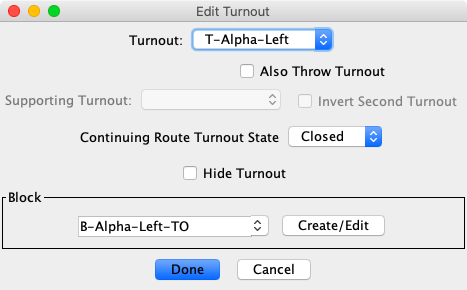 Edit Turnout
Turnout: T-Alpha-Left
Also Throw Turnout
Supporting Turnout: Invert Second Turnout
Continuing Route Turnout State Closed
Hide Turnout
Block
B-Alpha-Left-TO Create/Edit
Done Cancel